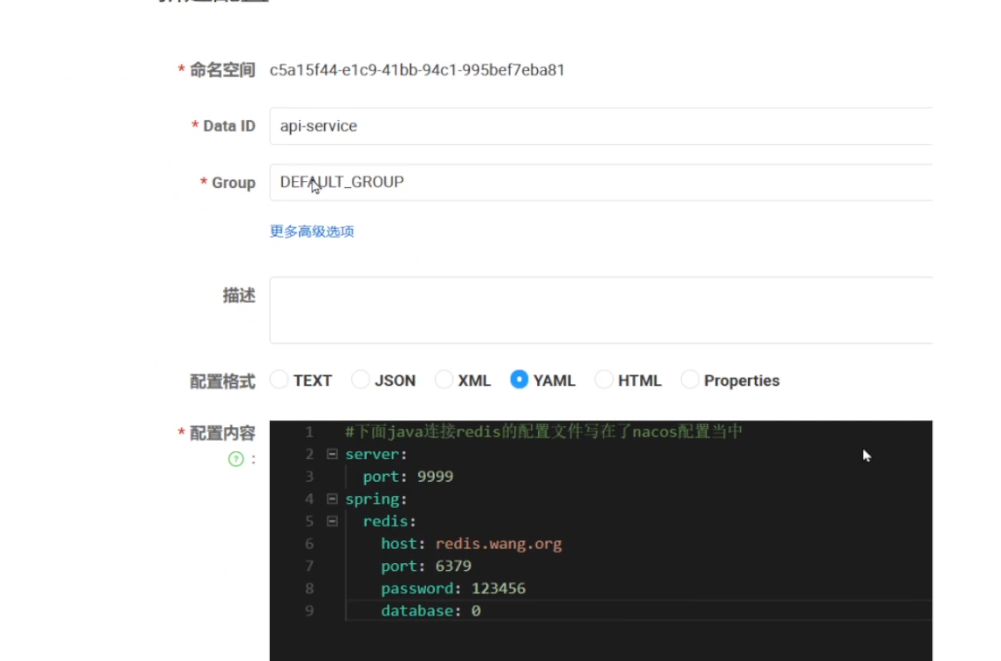 * 命名空间 c5a15f44-e1c9-41bb-94c1-995bef7eba81
* Data ID api-service
* Group DEFAULT_GROUP
更多高级选项
描述
配置格式 TEXT JSON XML YAML HTML Properties
* 配置内容 ? :
1 #下面java连接redis的配置文件写在了nacos配置当中
2 server:
3 port: 9999
4 spring:
5 redis:
6 host: redis.wang.org
7 port: 6379
8 password: 123456
9 database: 0